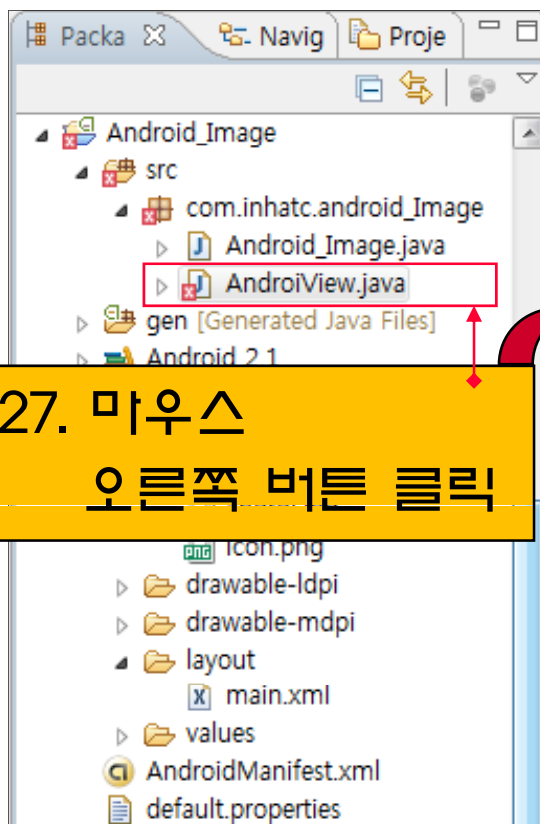 Packa Navig Proje
Android_Image
src
com.inhatc.android_Image
Android_Image.java
AndroiView.java
gen [Generated Java Files]
Android 2.1
27. 마우스
오른쪽 버튼 클릭
icon.png
drawable-ldpi
drawable-mdpi
layout
main.xml
values
AndroidManifest.xml
default.properties